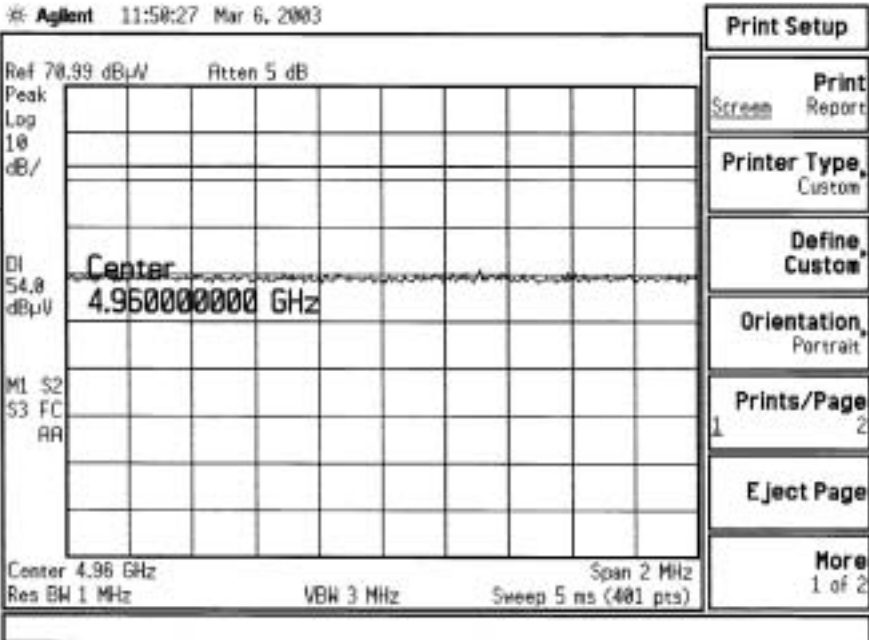 Agilent 11:50:27 Mar 6, 2003
Ref 70.99 dBµV Atten 5 dB
Peak
Log
10
dB/
DI
54.0
dBµV
Center
4.960000000 GHz
M1 S2
S3 FC
AA
Center 4.96 GHz Span 2 MHz
Res BW 1 MHz VBW 3 MHz Sweep 5 ms (401 pts)
Print Setup
Print
Screen Report
Printer Type
Custom
Define
Custom
Orientation
Portrait
Prints/Page
1 2
Eject Page
More
1 of 2